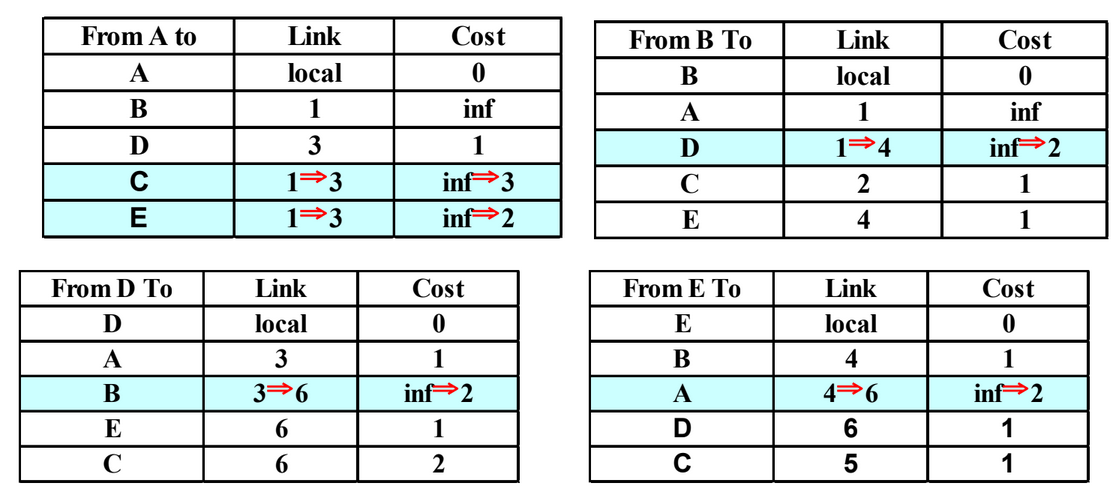 From A to Link Cost
A local 0
B 1 inf
D 3 1
C 1⇒3 inf⇒3
E 1⇒3 inf⇒2
From B To Link Cost
B local 0
A 1 inf
D 1⇒4 inf⇒2
C 2 1
E 4 1
From D To Link Cost
D local 0
A 3 1
B 3⇒6 inf⇒2
E 6 1
C 6 2
From E To Link Cost
E local 0
B 4 1
A 4⇒6 inf⇒2
D 6 1
C 5 1